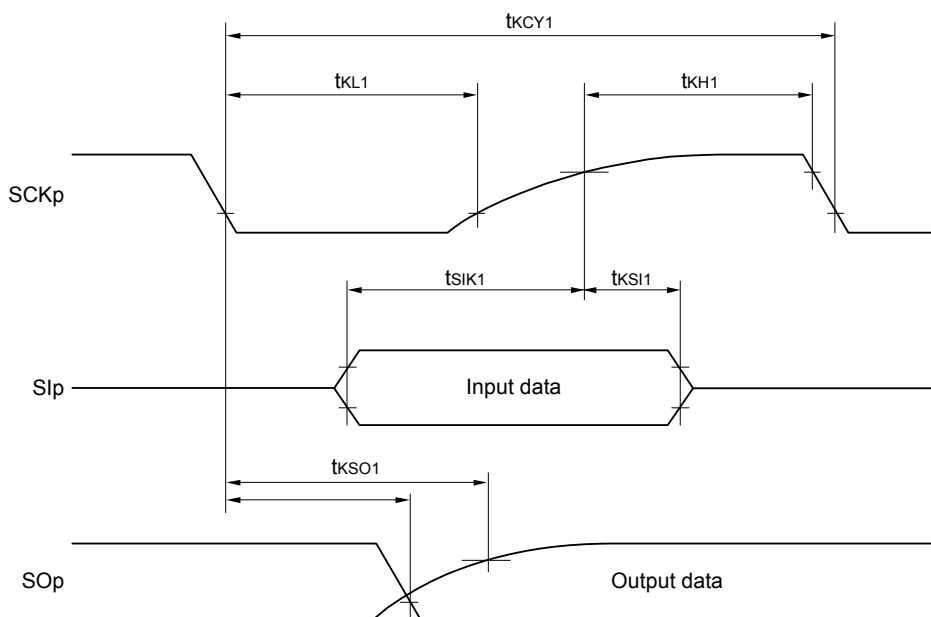 tKCY1
tKL1
tKH1
SCKp
tSIK1
tKSI1
SIp
Input data
tKSO1
SOp
Output data